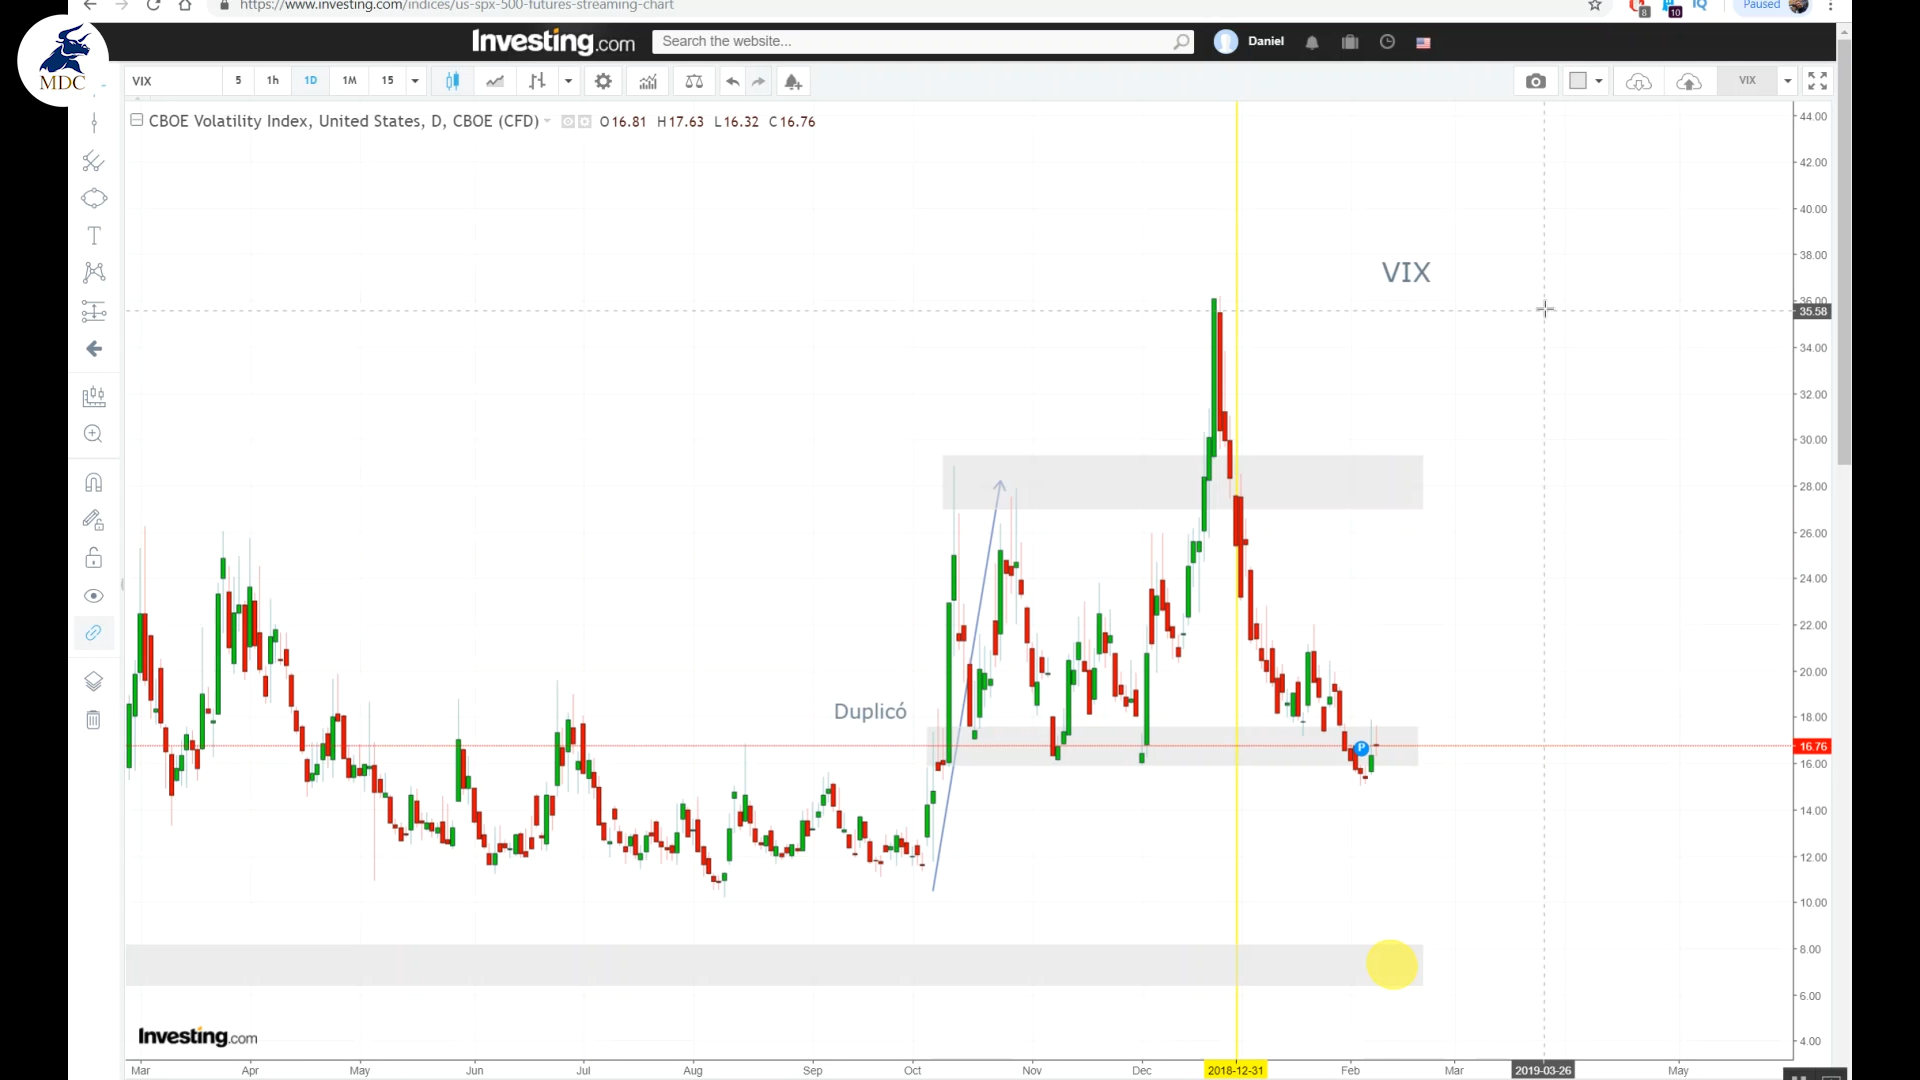 https://www.investing.com/indices/us-spx-500-futures-streaming-chart
8
10
IQ
Paused
MDC
Investing.com
Search the website...
Daniel
VIX
5
1h
1D
1M
15
VIX
CBOE Volatility Index, United States, D, CBOE (CFD)
O16.81 H17.63 L16.32 C16.76
44.00
42.00
40.00
38.00
VIX
36.00
35.58
34.00
32.00
30.00
28.00
26.00
24.00
22.00
20.00
Duplicó
18.00
P
16.76
16.00
14.00
12.00
10.00
8.00
6.00
Investing.com
4.00
Mar
Apr
May
Jun
Jul
Aug
Sep
Oct
Nov
Dec
2018-12-31
Feb
Mar
2019-03-26
May